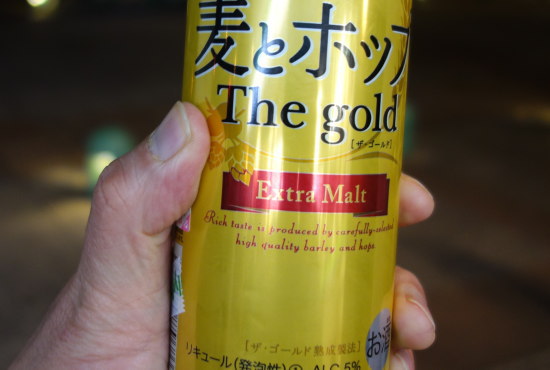 麦とホップ
The gold
[ザ・ゴールド]
Extra Malt
Rich taste is produced by carefully-selected
high quality barley and hops.
[ザ・ゴールド熟成製法]
お酒
リキュール(発泡性)① ALC.5%